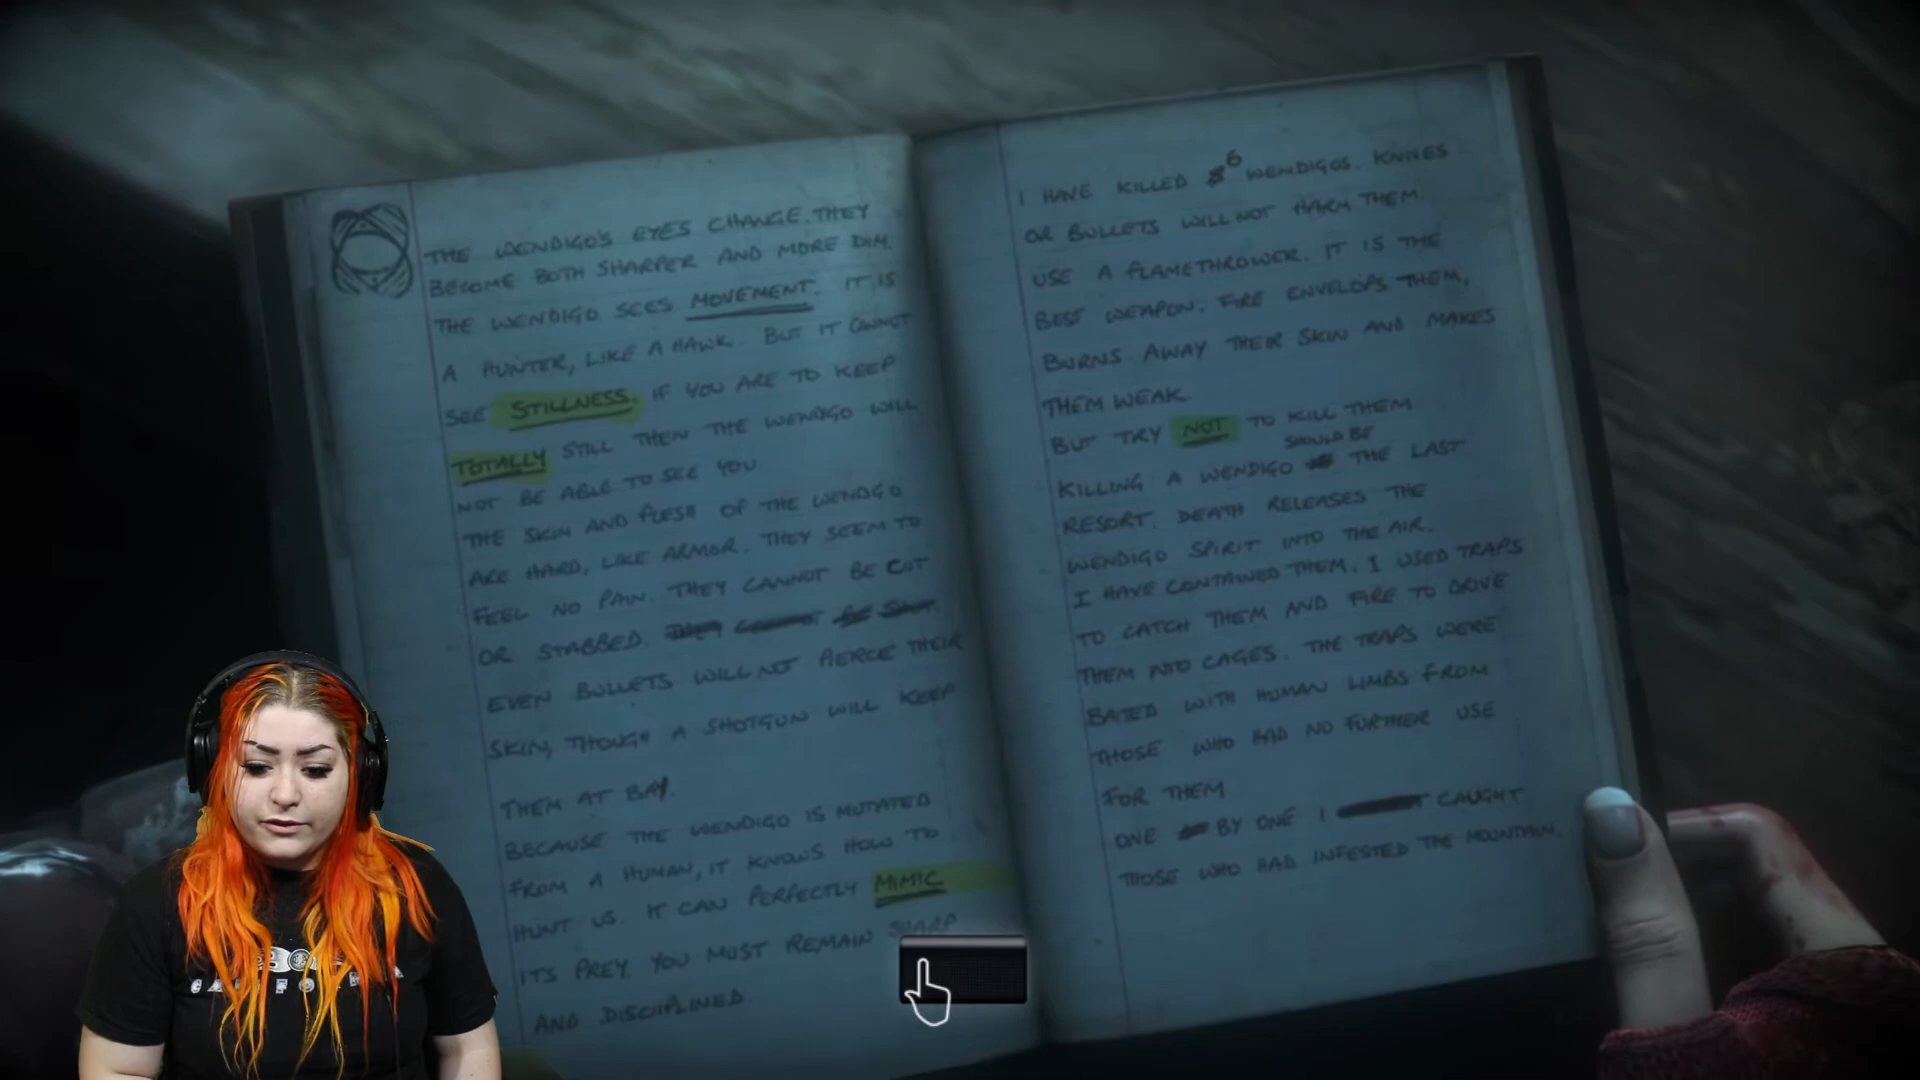 THE WENDIGO'S EYES CHANGE. THEY
BECOME BOTH SHARPER AND MORE DIM.
THE WENDIGO SEES MOVEMENT. IT IS
A HUNTER, LIKE A HAWK. BUT IT CANNOT
SEE STILLNESS. IF YOU ARE TO KEEP
TOTALLY STILL THEN THE WENDIGO WILL
NOT BE ABLE TO SEE YOU
THE SKIN AND FLESH OF THE WENDIGO
ARE HARD, LIKE ARMOR. THEY SEEM TO
FEEL NO PAIN. THEY CANNOT BE CUT
OR STABBED. THEY CANNOT BE SHOT.
EVEN BULLETS WILL NOT PIERCE THEIR
SKIN, THOUGH A SHOTGUN WILL KEEP
THEM AT BAY.
BECAUSE THE WENDIGO IS MUTATED
FROM A HUMAN, IT KNOWS HOW TO
HUNT US. IT CAN PERFECTLY MIMIC
ITS PREY. YOU MUST REMAIN SHARP
AND DISCIPLINED
I HAVE KILLED 6 WENDIGOS. KNIVES
OR BULLETS WILL NOT HARM THEM.
USE A FLAMETHROWER. IT IS THE
BEST WEAPON. FIRE ENVELOPS THEM,
BURNS AWAY THEIR SKIN AND MAKES
THEM WEAK.
BUT TRY NOT TO KILL THEM
KILLING A WENDIGO SHOULD BE THE LAST
RESORT. DEATH RELEASES THE
WENDIGO SPIRIT INTO THE AIR.
I HAVE CONTAINED THEM. I USED TRAPS
TO CATCH THEM AND FIRE TO DRIVE
THEM INTO CAGES. THE TRAPS WERE
BAITED WITH HUMAN LIMBS FROM
THOSE WHO HAD NO FURTHER USE
FOR THEM
ONE BY ONE I CAUGHT
THOSE WHO HAD INFESTED THE MOUNTAIN.